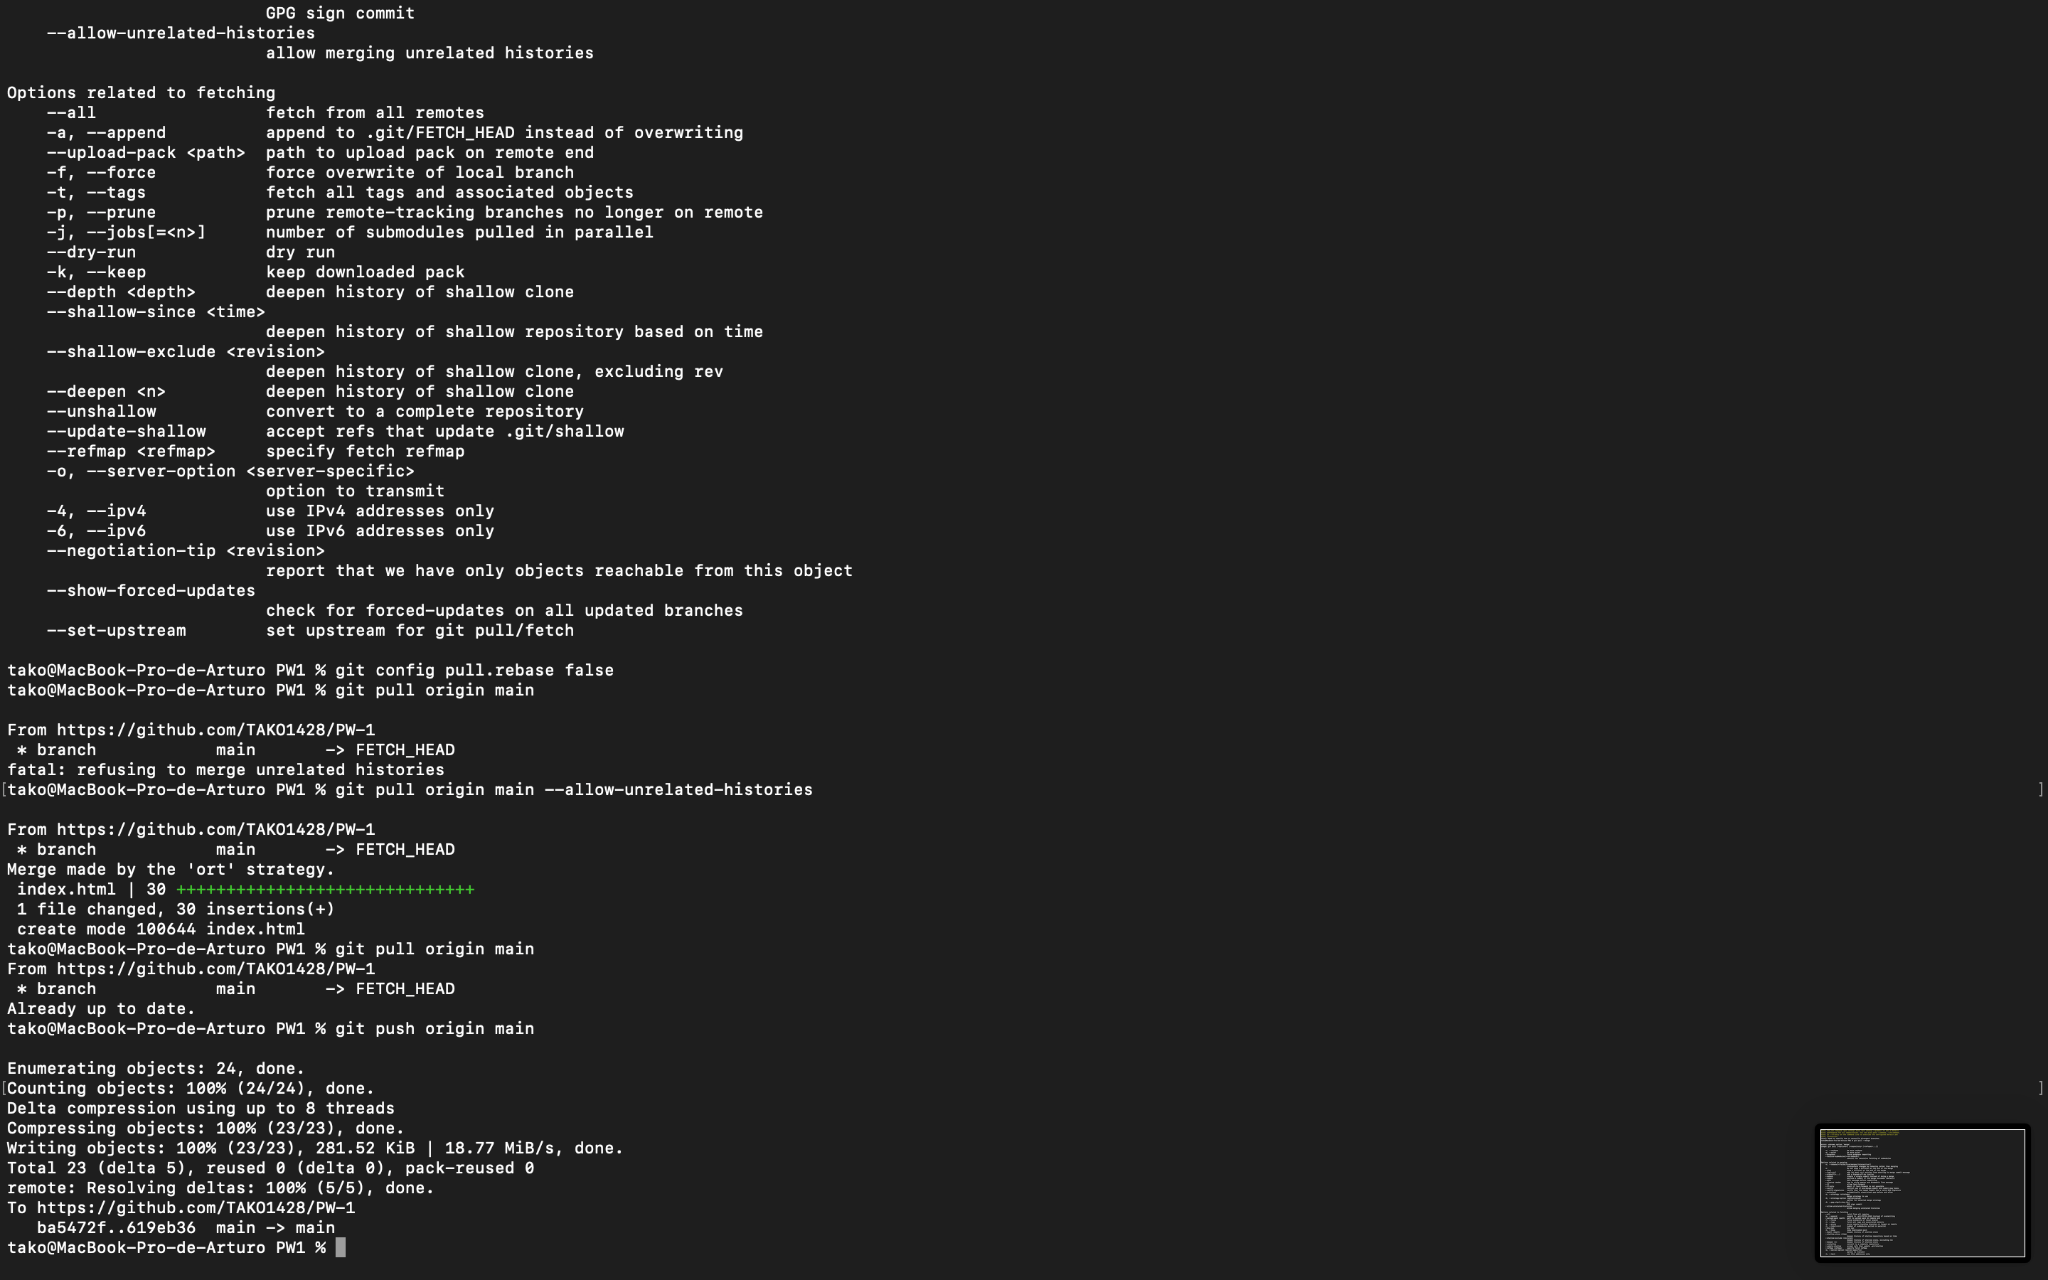 GPG sign commit
--allow-unrelated-histories
allow merging unrelated histories
Options related to fetching
--all fetch from all remotes
-a, --append append to .git/FETCH_HEAD instead of overwriting
--upload-pack <path> path to upload pack on remote end
-f, --force force overwrite of local branch
-t, --tags fetch all tags and associated objects
-p, --prune prune remote-tracking branches no longer on remote
-j, --jobs[=<n>] number of submodules pulled in parallel
--dry-run dry run
-k, --keep keep downloaded pack
--depth <depth> deepen history of shallow clone
--shallow-since <time>
deepen history of shallow repository based on time
--shallow-exclude <revision>
deepen history of shallow clone, excluding rev
--deepen <n> deepen history of shallow clone
--unshallow convert to a complete repository
--update-shallow accept refs that update .git/shallow
--refmap <refmap> specify fetch refmap
-o, --server-option <server-specific>
option to transmit
-4, --ipv4 use IPv4 addresses only
-6, --ipv6 use IPv6 addresses only
--negotiation-tip <revision>
report that we have only objects reachable from this object
--show-forced-updates
check for forced-updates on all updated branches
--set-upstream set upstream for git pull/fetch
tako@MacBook-Pro-de-Arturo PW1 % git config pull.rebase false
tako@MacBook-Pro-de-Arturo PW1 % git pull origin main
From https://github.com/TAKO1428/PW-1
* branch main -> FETCH_HEAD
fatal: refusing to merge unrelated histories
[tako@MacBook-Pro-de-Arturo PW1 % git pull origin main --allow-unrelated-histories ]
From https://github.com/TAKO1428/PW-1
* branch main -> FETCH_HEAD
Merge made by the 'ort' strategy.
index.html | 30 ++++++++++++++++++++++++++++++
1 file changed, 30 insertions(+)
create mode 100644 index.html
tako@MacBook-Pro-de-Arturo PW1 % git pull origin main
From https://github.com/TAKO1428/PW-1
* branch main -> FETCH_HEAD
Already up to date.
tako@MacBook-Pro-de-Arturo PW1 % git push origin main
Enumerating objects: 24, done.
[Counting objects: 100% (24/24), done. ]
Delta compression using up to 8 threads
Compressing objects: 100% (23/23), done.
Writing objects: 100% (23/23), 281.52 KiB | 18.77 MiB/s, done.
Total 23 (delta 5), reused 0 (delta 0), pack-reused 0
remote: Resolving deltas: 100% (5/5), done.
To https://github.com/TAKO1428/PW-1
ba5472f..619eb36 main -> main
tako@MacBook-Pro-de-Arturo PW1 %